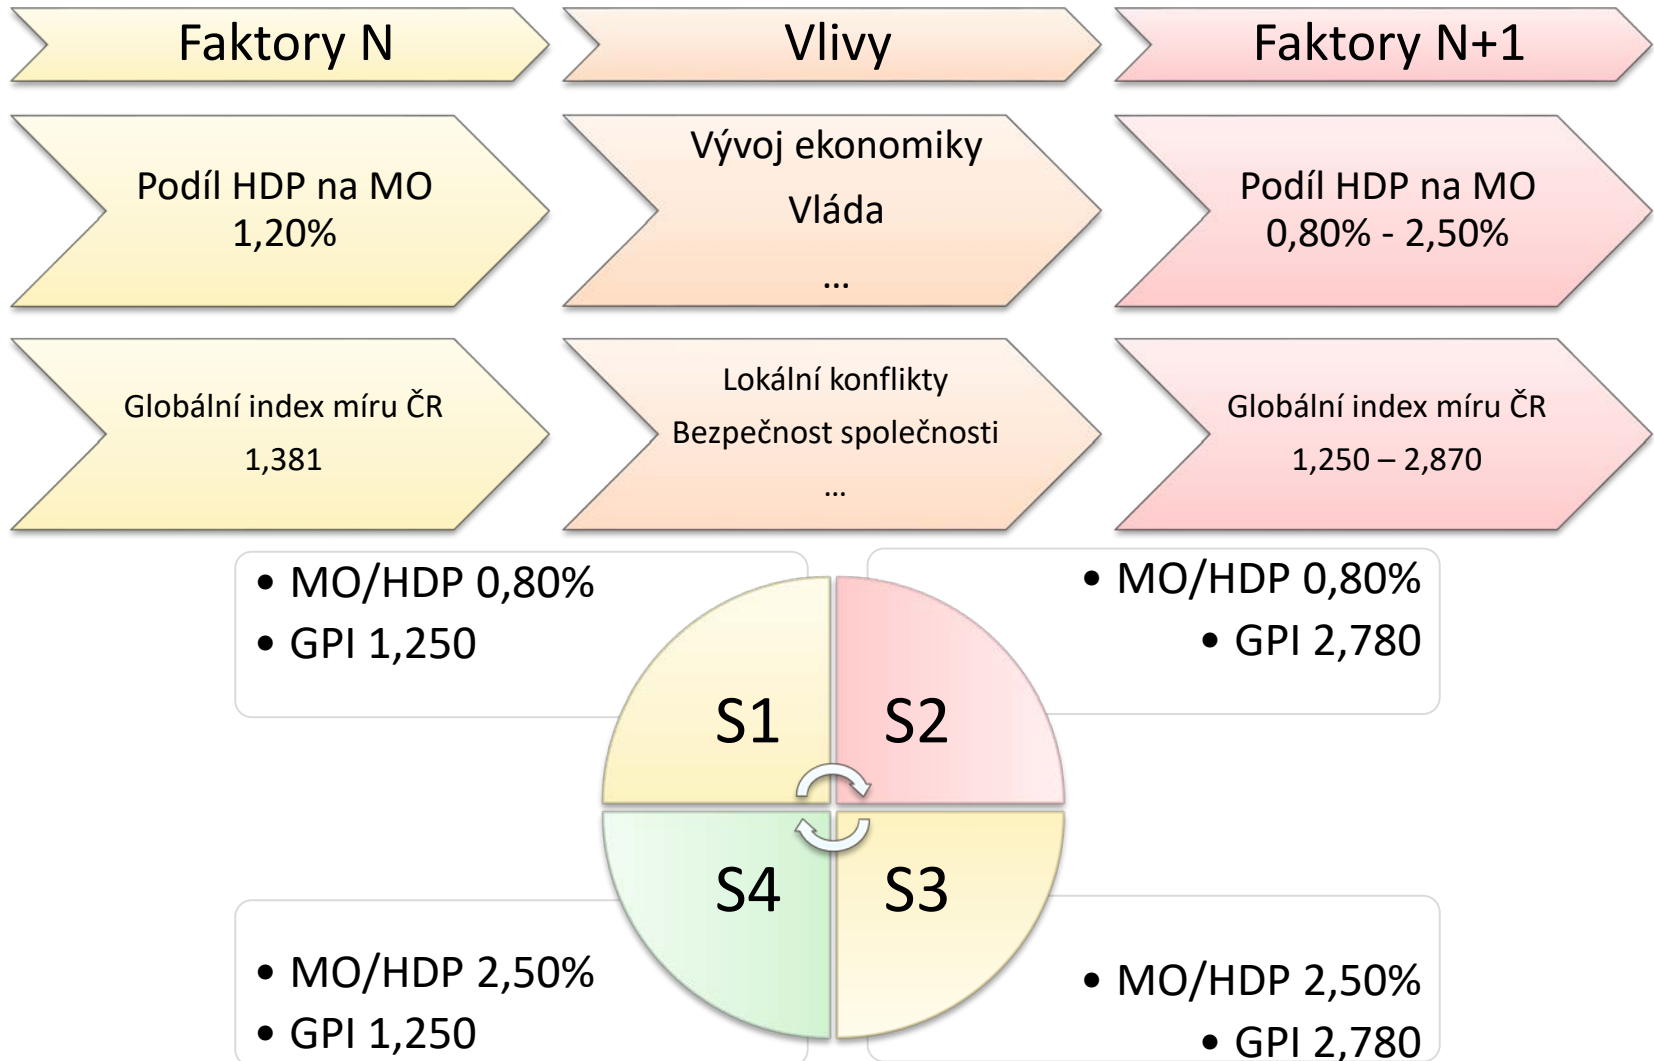 Faktory N
Vlivy
Faktory N+1
Podíl HDP na MO
1,20%
Vývoj ekonomiky
Vláda
...
Podíl HDP na MO
0,80% - 2,50%
Globální index míru ČR
1,381
Lokální konflikty
Bezpečnost společnosti
...
Globální index míru ČR
1,250 – 2,870
• MO/HDP 0,80%
• GPI 1,250
• MO/HDP 0,80%
• GPI 2,780
S1
S2
S4
S3
• MO/HDP 2,50%
• GPI 1,250
• MO/HDP 2,50%
• GPI 2,780